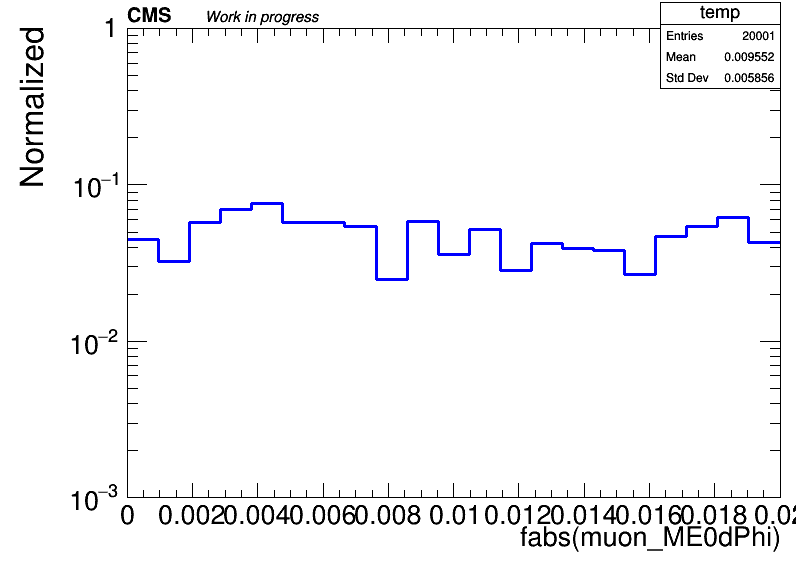 CMS Work in progress
temp
Entries 20001
Mean 0.009552
Std Dev 0.005856
Normalized
1
10⁻¹
10⁻²
10⁻³
0 0.002 0.004 0.006 0.008 0.01 0.012 0.014 0.016 0.018 0.02
fabs(muon_ME0dPhi)